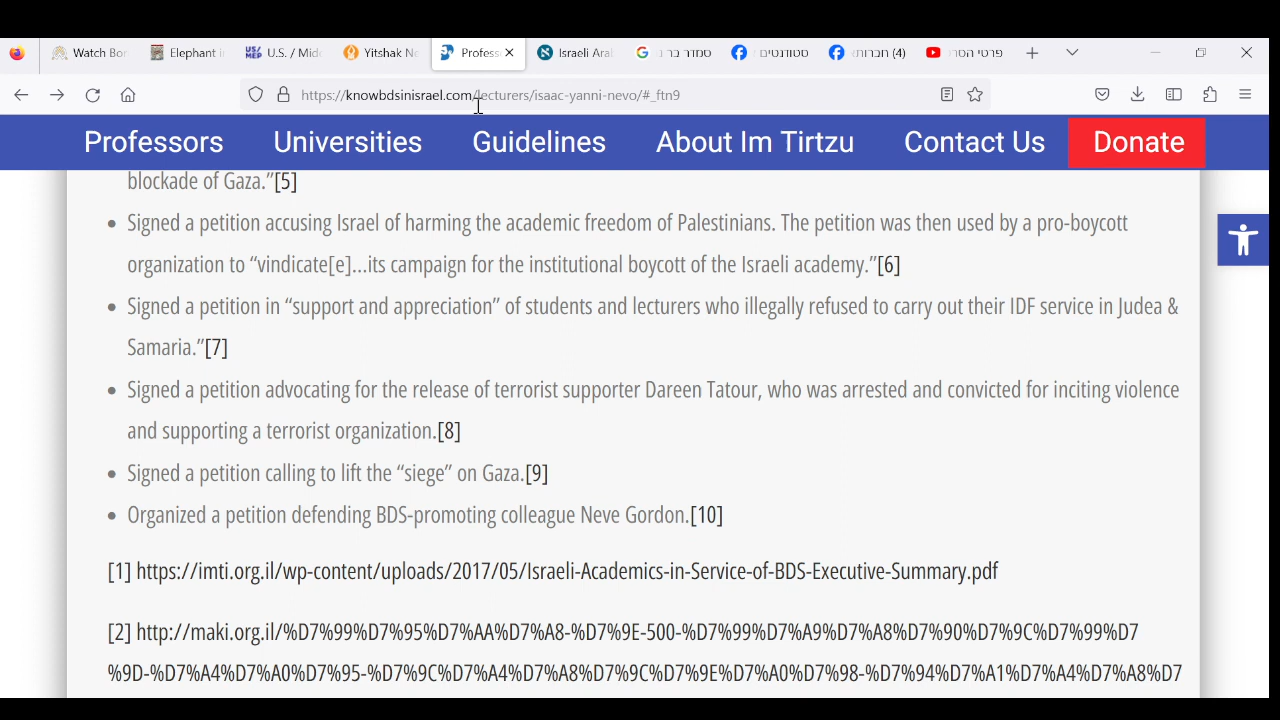 Watch Bor
Elephant i
U.S. / Mide
Yitshak Ne
Profess
Israeli Ara
סמדר בר נ
סטודנטים
(4) חברותו
פרטי הסרו
https://knowbdsinisrael.com/lecturers/isaac-yanni-nevo/#_ftn9
Professors Universities Guidelines About Im Tirtzu Contact Us Donate
blockade of Gaza.”[5]
• Signed a petition accusing Israel of harming the academic freedom of Palestinians. The petition was then used by a pro-boycott
organization to “vindicate[e]...its campaign for the institutional boycott of the Israeli academy.”[6]
• Signed a petition in “support and appreciation” of students and lecturers who illegally refused to carry out their IDF service in Judea &
Samaria.”[7]
• Signed a petition advocating for the release of terrorist supporter Dareen Tatour, who was arrested and convicted for inciting violence
and supporting a terrorist organization.[8]
• Signed a petition calling to lift the “siege” on Gaza.[9]
• Organized a petition defending BDS-promoting colleague Neve Gordon.[10]
[1] https://imti.org.il/wp-content/uploads/2017/05/Israeli-Academics-in-Service-of-BDS-Executive-Summary.pdf
[2] http://maki.org.il/%D7%99%D7%95%D7%AA%D7%A8-%D7%9E-500-%D7%99%D7%A9%D7%A8%D7%90%D7%9C%D7%99%D7
%9D-%D7%A4%D7%A0%D7%95-%D7%9C%D7%A4%D7%A8%D7%9C%D7%9E%D7%A0%D7%98-%D7%94%D7%A1%D7%A4%D7%A8%D7